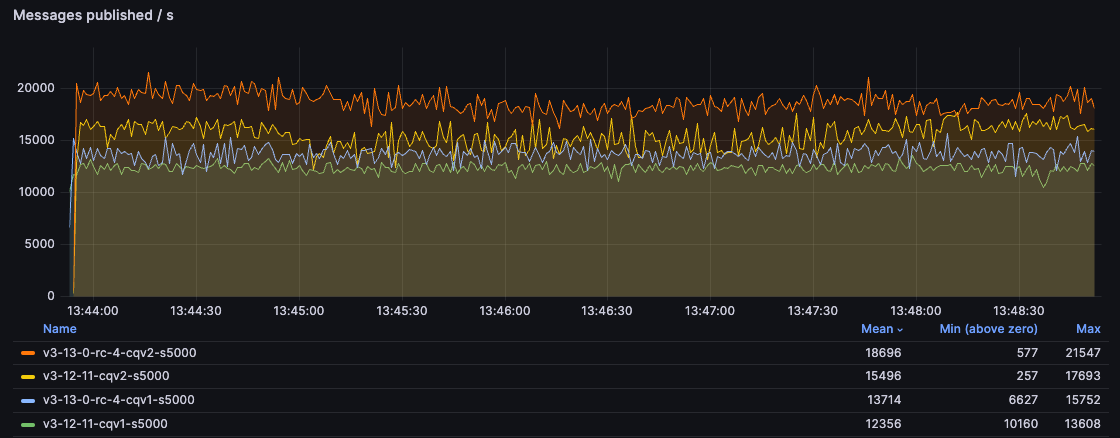 Messages published / s
20000
15000
10000
5000
0
13:44:00 13:44:30 13:45:00 13:45:30 13:46:00 13:46:30 13:47:00 13:47:30 13:48:00 13:48:30
Name Mean Min (above zero) Max
v3-13-0-rc-4-cqv2-s5000 18696 577 21547
v3-12-11-cqv2-s5000 15496 257 17693
v3-13-0-rc-4-cqv1-s5000 13714 6627 15752
v3-12-11-cqv1-s5000 12356 10160 13608